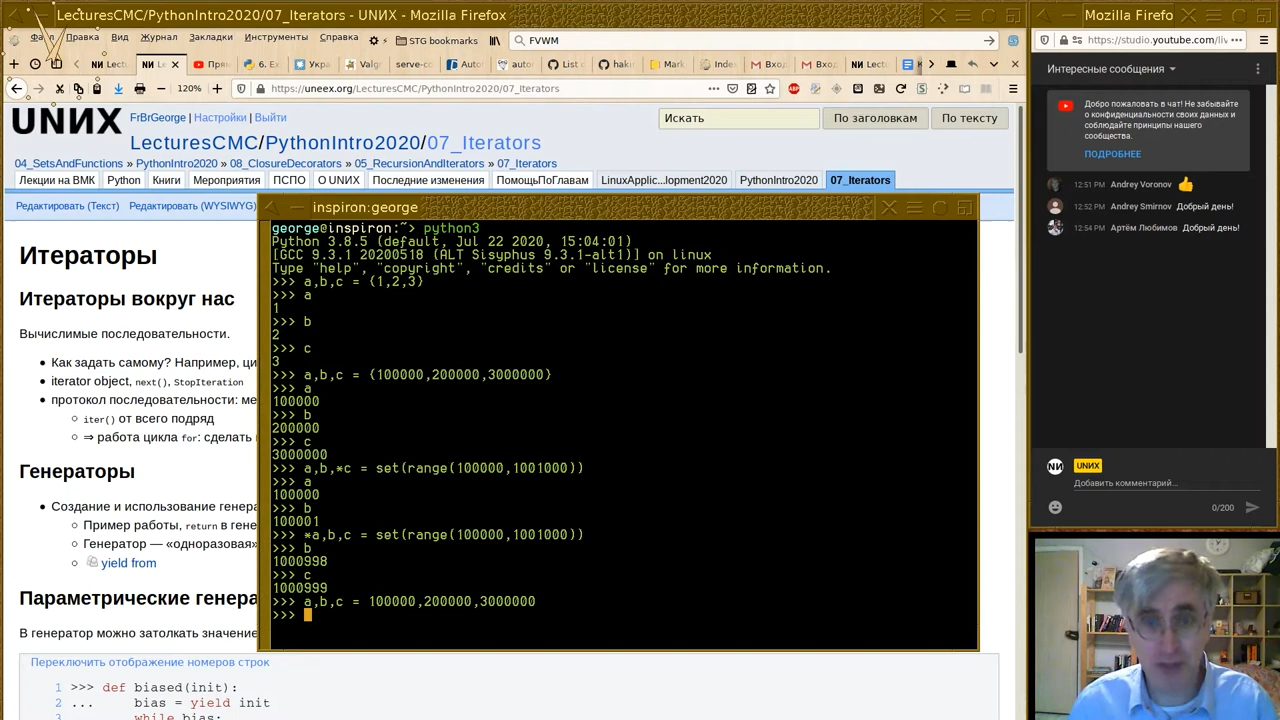 LecturesCMC/PythonIntro2020/07_Iterators - UNИX - Mozilla Firefox
Файл Правка Вид Журнал Закладки Инструменты Справка STG bookmarks FVWM
120% https://uneex.org/LecturesCMC/PythonIntro2020/07_Iterators
UNИX
FrBrGeorge | Настройки | Выйти
Искать По заголовкам По тексту
LecturesCMC/PythonIntro2020/07_Iterators
04_SetsAndFunctions » PythonIntro2020 » 08_ClosureDecorators » 05_RecursionAndIterators » 07_Iterators
Лекции на ВМК Python Книги Мероприятия ПСПО О UNИX Последние изменения ПомощьПоГлавам LinuxApplic...lopment2020 PythonIntro2020 07_Iterators
Редактировать (Текст) Редактировать (WYSIWYG)
Итераторы
Итераторы вокруг нас
Вычислимые последовательности.
Как задать самому? Например, ци
iterator object, next(), StopIteration
протокол последовательности: ме
iter() от всего подряд
⇒ работа цикла for: сделать
Генераторы
Создание и использование генера
Пример работы, return в гене
Генератор — «одноразовая»
yield from
Параметрические генера
В генератор можно затолкать значение
Переключить отображение номеров строк
1 >>> def biased(init):
2 ... bias = yield init
3 while bias:
inspiron:george
george@inspiron:~> python3
Python 3.8.5 (default, Jul 22 2020, 15:04:01)
[GCC 9.3.1 20200518 (ALT Sisyphus 9.3.1-alt1)] on linux
Type "help", "copyright", "credits" or "license" for more information.
>>> a,b,c = {1,2,3}
>>> a
1
>>> b
2
>>> c
3
>>> a,b,c = {100000,200000,3000000}
>>> a
100000
>>> b
200000
>>> c
3000000
>>> a,b,*c = set(range(100000,1001000))
>>> a
100000
>>> b
100001
>>> *a,b,c = set(range(100000,1001000))
>>> b
1000998
>>> c
1000999
>>> a,b,c = 100000,200000,3000000
>>>
Mozilla Firefo
https://studio.youtube.com/liv
Интересные сообщения
Добро пожаловать в чат! Не забывайте
о конфиденциальности своих данных и
соблюдайте принципы нашего
сообщества.
ПОДРОБНЕЕ
12:51 PM Andrey Voronov
12:52 PM Andrey Smirnov Добрый день!
12:54 PM Артём Любимов Добрый день!
UNИX
Добавить комментарий...
0/200